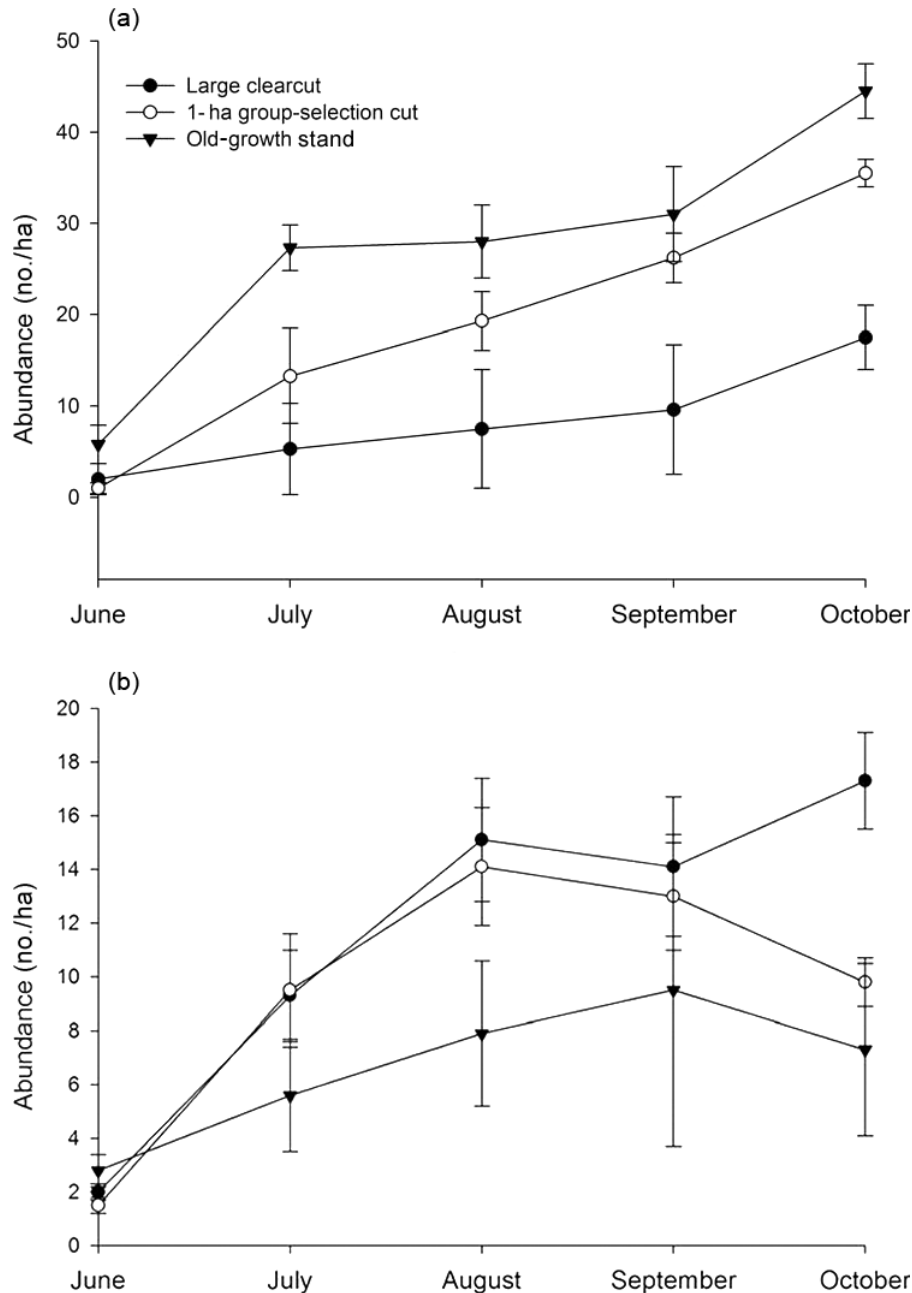 (a)
50
40
30
20
10
0
Abundance (no./ha)
Large clearcut
1- ha group-selection cut
Old-growth stand
June July August September October
(b)
20
18
16
14
12
10
8
6
4
2
0
Abundance (no./ha)
June July August September October